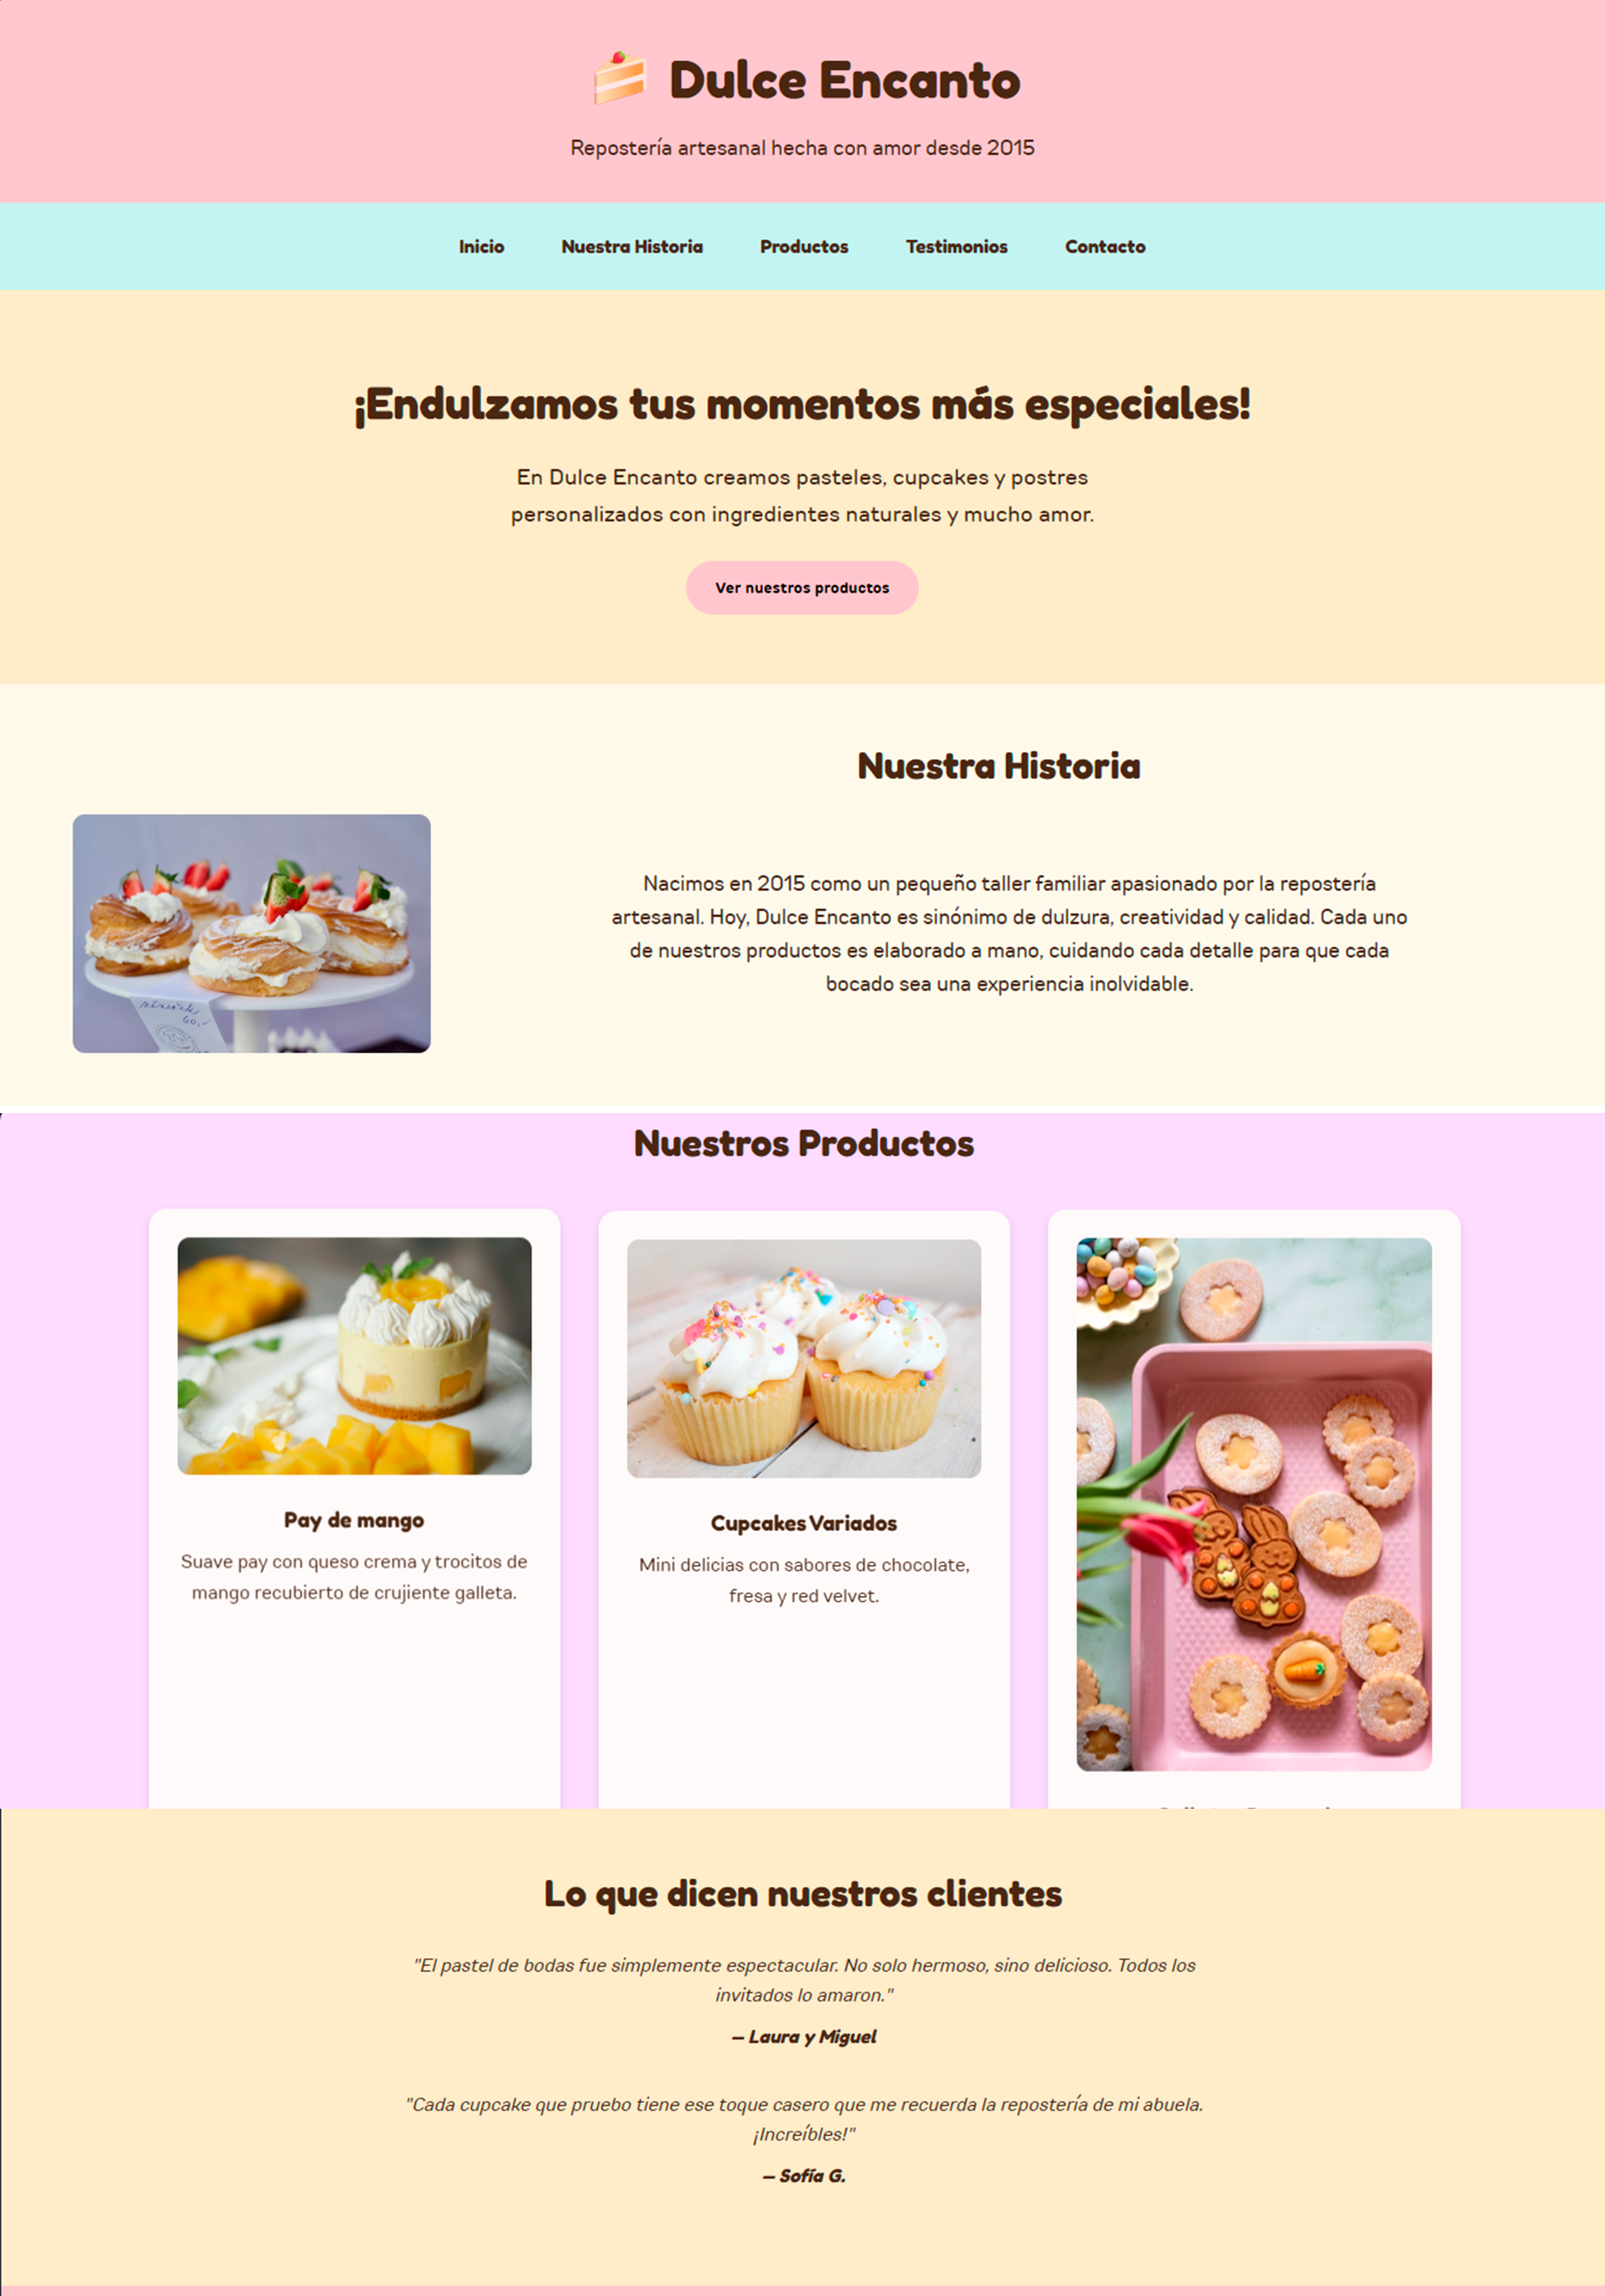 Dulce Encanto
Repostería artesanal hecha con amor desde 2015
Inicio Nuestra Historia Productos Testimonios Contacto
¡Endulzamos tus momentos más especiales!
En Dulce Encanto creamos pasteles, cupcakes y postres
personalizados con ingredientes naturales y mucho amor.
Ver nuestros productos
Nuestra Historia
Nacimos en 2015 como un pequeño taller familiar apasionado por la repostería
artesanal. Hoy, Dulce Encanto es sinónimo de dulzura, creatividad y calidad. Cada uno
de nuestros productos es elaborado a mano, cuidando cada detalle para que cada
bocado sea una experiencia inolvidable.
Nuestros Productos
Pay de mango
Suave pay con queso crema y trocitos de
mango recubierto de crujiente galleta.
Cupcakes Variados
Mini delicias con sabores de chocolate,
fresa y red velvet.
Lo que dicen nuestros clientes
"El pastel de bodas fue simplemente espectacular. No solo hermoso, sino delicioso. Todos los
invitados lo amaron."
— Laura y Miguel
"Cada cupcake que pruebo tiene ese toque casero que me recuerda la repostería de mi abuela.
¡Increíbles!"
— Sofía G.